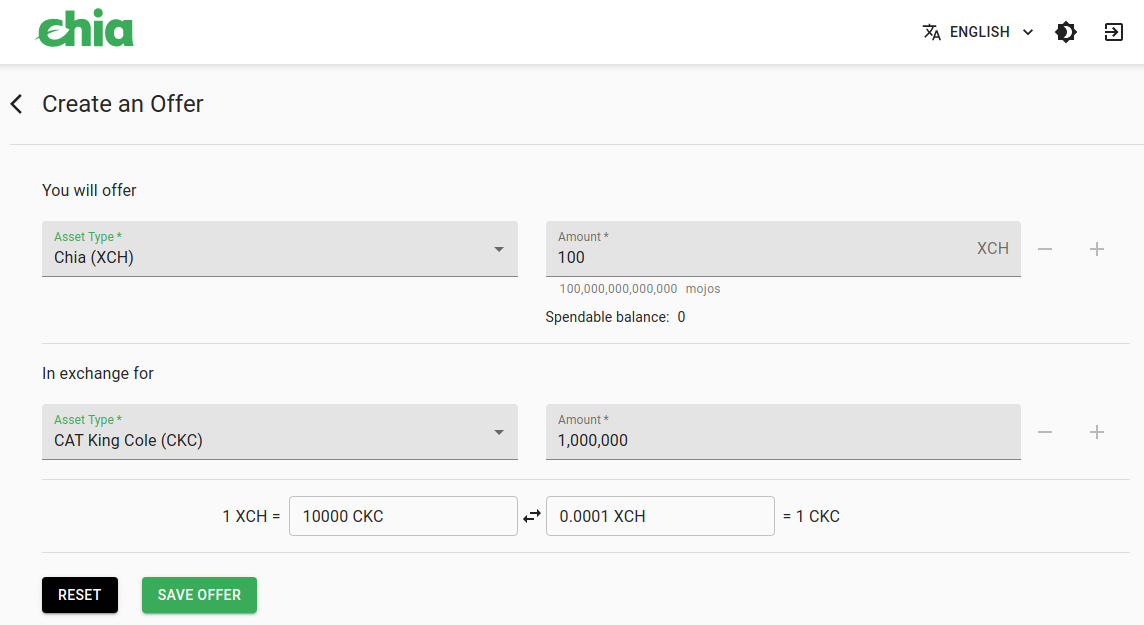 chia
ENGLISH
Create an Offer
You will offer
Asset Type *
Chia (XCH)
Amount *
100
XCH
100,000,000,000,000 mojos
Spendable balance: 0
In exchange for
Asset Type *
CAT King Cole (CKC)
Amount *
1,000,000
1 XCH = 10000 CKC 0.0001 XCH = 1 CKC
RESET SAVE OFFER